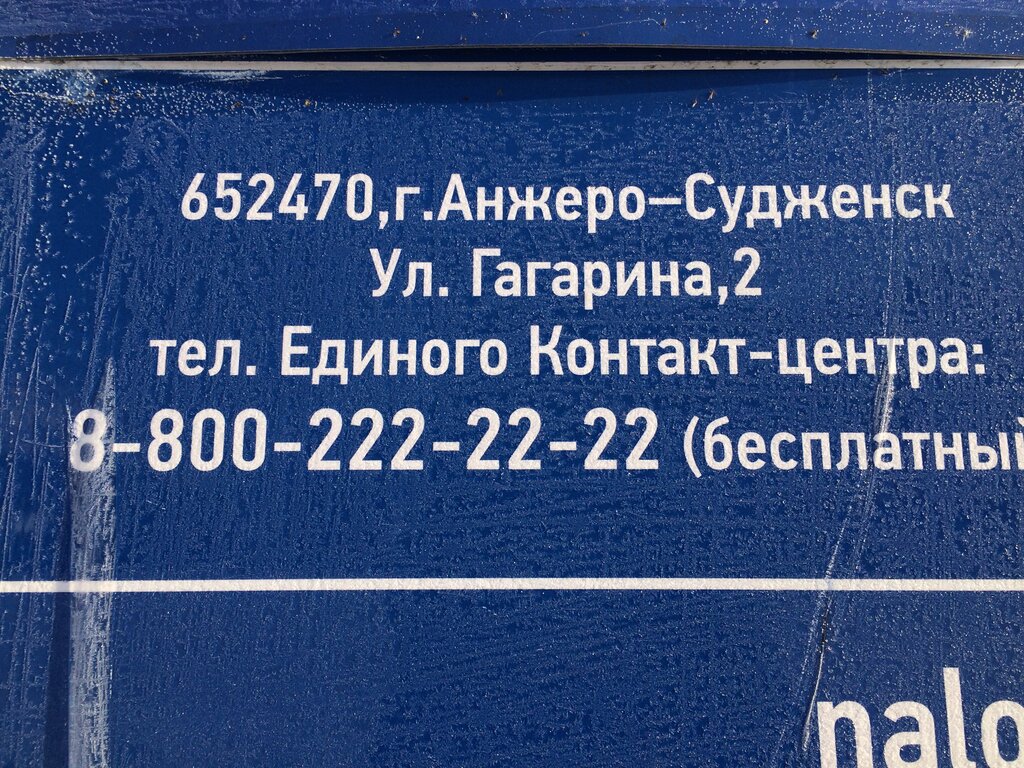 652470,г.Анжеро–Судженск
Ул. Гагарина,2
тел. Единого Контакт-центра:
8-800-222-22-22 (бесплатный
nalo